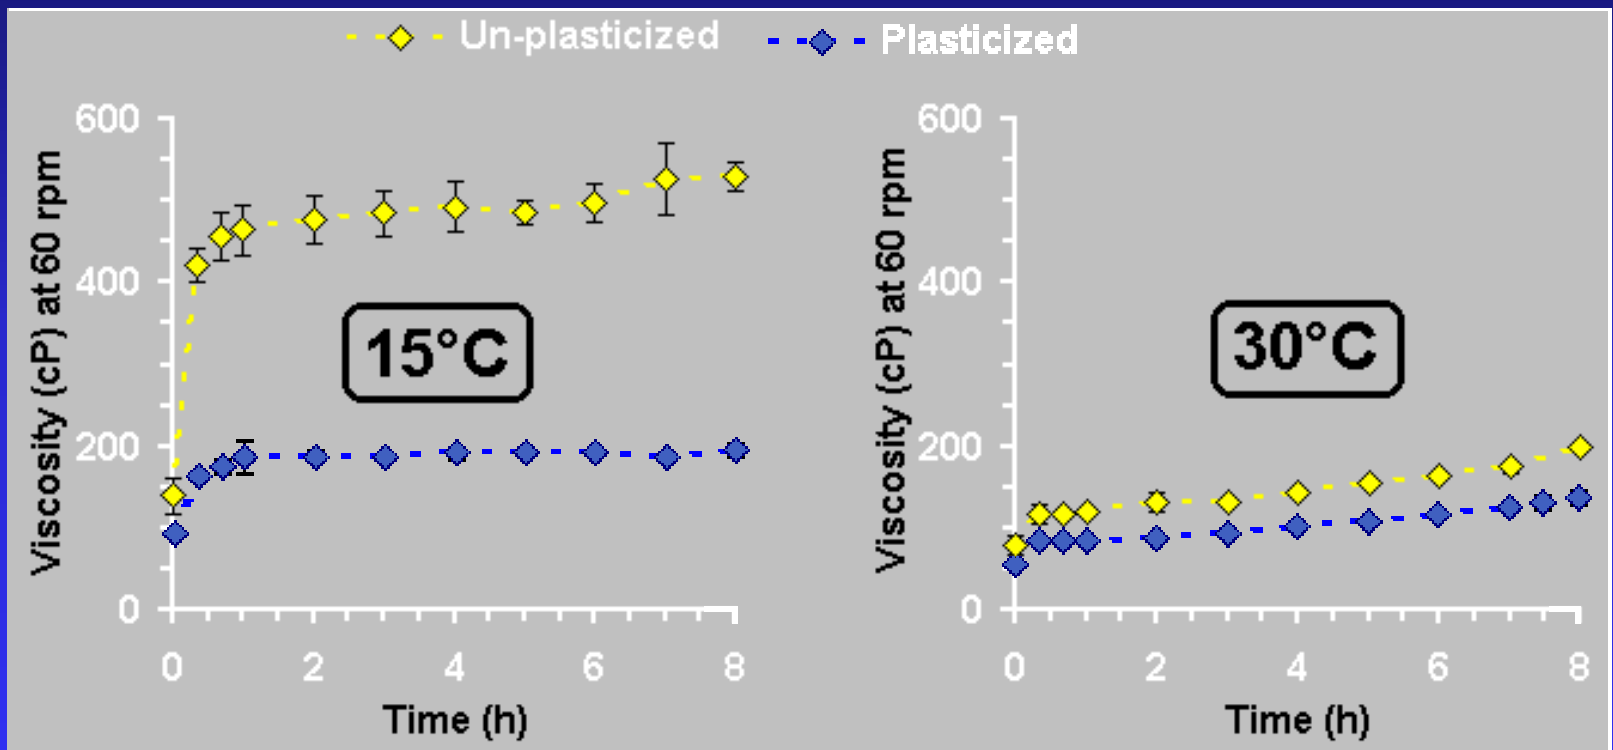 Un-plasticized
Plasticized
Viscosity (cP) at 60 rpm
600
400
200
0
15°C
0 2 4 6 8
Time (h)
Viscosity (cP) at 60 rpm
600
400
200
0
30°C
0 2 4 6 8
Time (h)